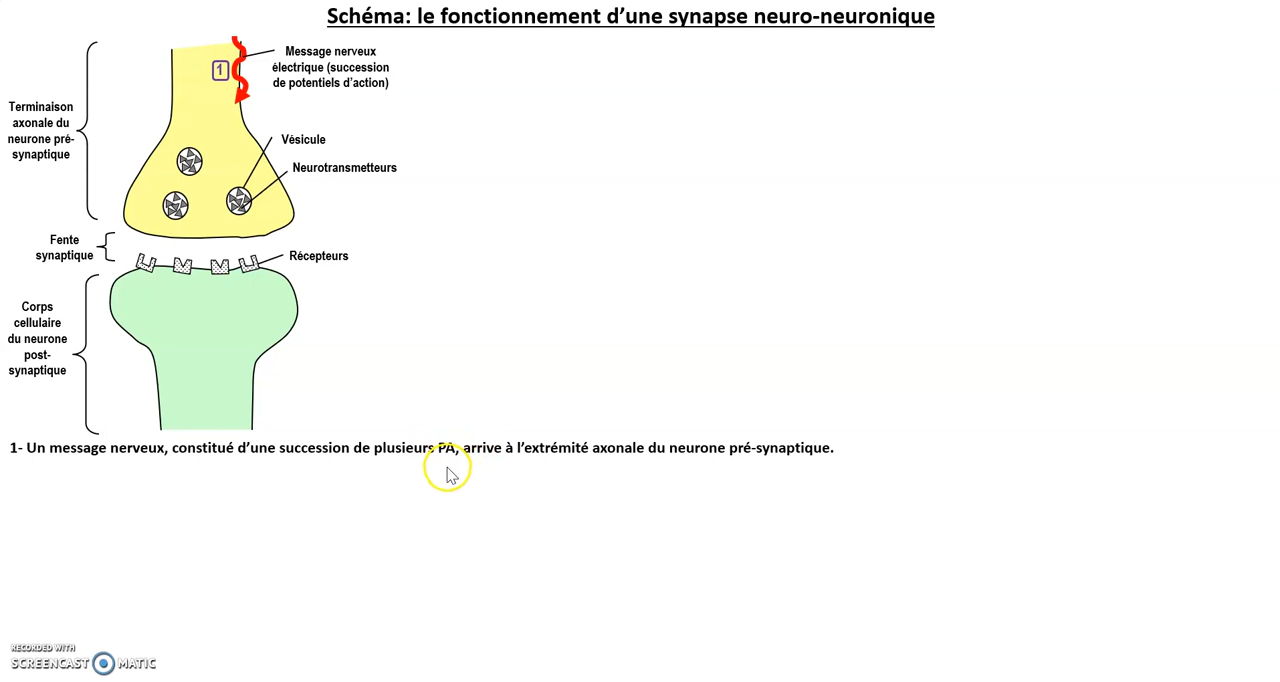 Schéma: le fonctionnement d’une synapse neuro-neuronique
Message nerveux
électrique (succession
de potentiels d’action)
1
Terminaison
axonale du
neurone pré-
synaptique
Vésicule
Neurotransmetteurs
Fente
synaptique
Récepteurs
Corps
cellulaire
du neurone
post-
synaptique
1- Un message nerveux, constitué d’une succession de plusieurs PA, arrive à l’extrémité axonale du neurone pré-synaptique.
RECORDED WITH
SCREENCAST MATIC